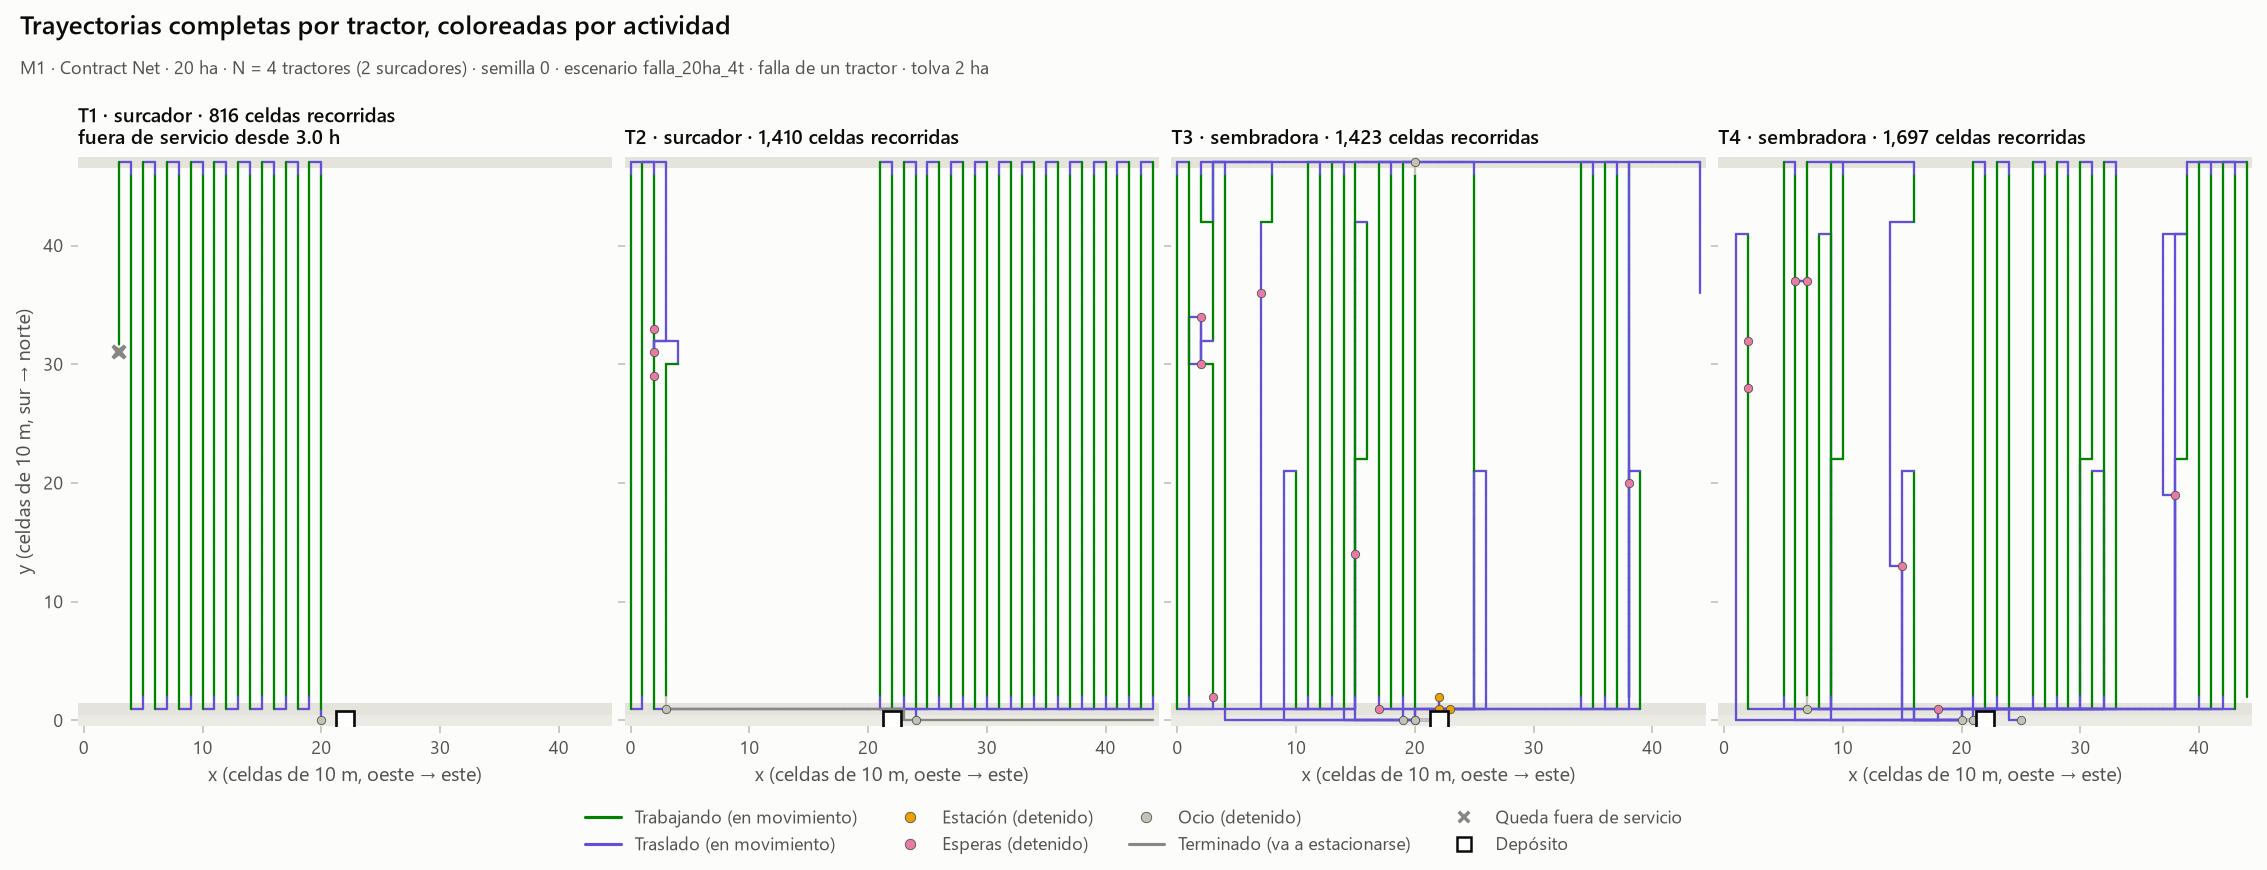 Trayectorias completas por tractor, coloreadas por actividad
M1 · Contract Net · 20 ha · N = 4 tractores (2 surcadores) · semilla 0 · escenario falla_20ha_4t · falla de un tractor · tolva 2 ha
T1 · surcador · 816 celdas recorridas
fuera de servicio desde 3.0 h
T2 · surcador · 1,410 celdas recorridas
T3 · sembradora · 1,423 celdas recorridas
T4 · sembradora · 1,697 celdas recorridas
y (celdas de 10 m, sur → norte)
40
30
20
10
0
0 10 20 30 40
0 10 20 30 40
0 10 20 30 40
0 10 20 30 40
x (celdas de 10 m, oeste → este)
x (celdas de 10 m, oeste → este)
x (celdas de 10 m, oeste → este)
x (celdas de 10 m, oeste → este)
Trabajando (en movimiento)
Estación (detenido)
Ocio (detenido)
Queda fuera de servicio
Traslado (en movimiento)
Esperas (detenido)
Terminado (va a estacionarse)
Depósito